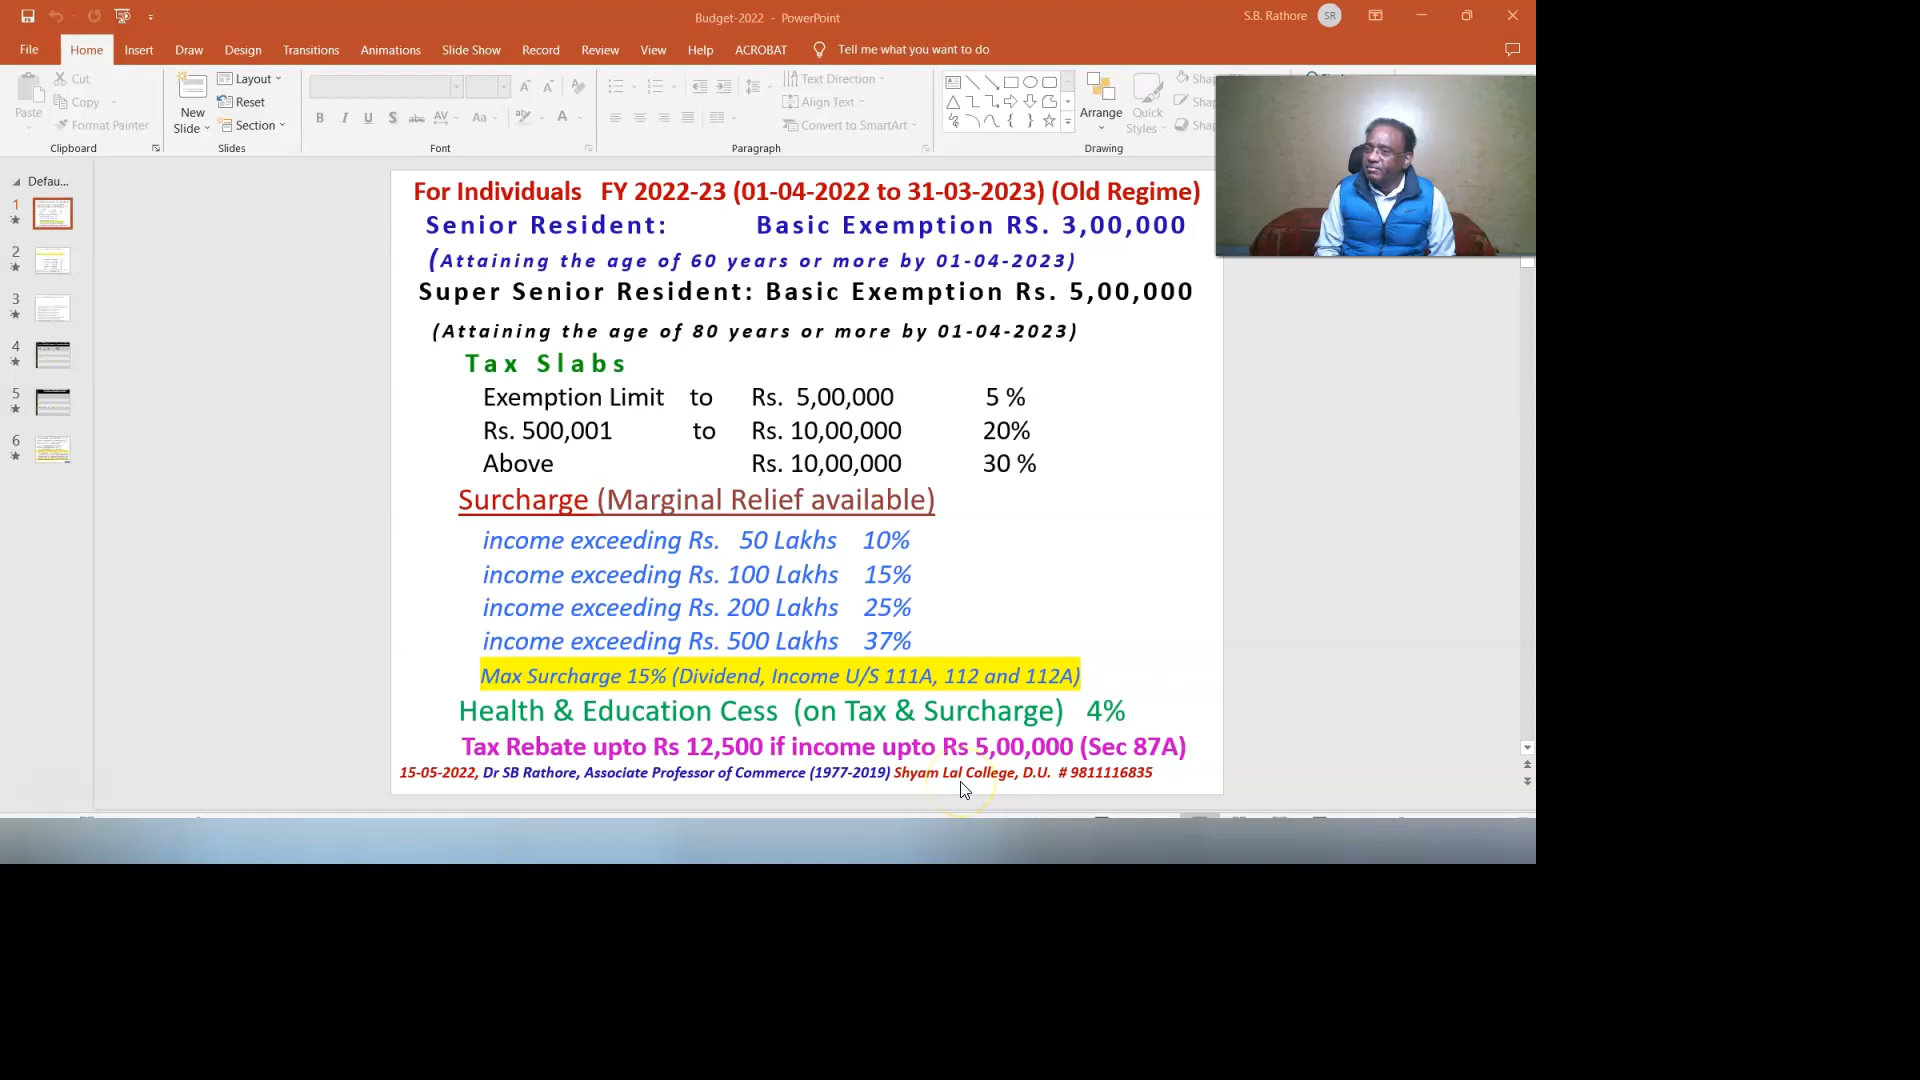 Budget-2022 - PowerPoint
S.B. Rathore
SR
File
Home
Insert
Draw
Design
Transitions
Animations
Slide Show
Record
Review
View
Help
ACROBAT
Tell me what you want to do
Paste
Cut
Copy
Format Painter
Clipboard
New
Slide
Layout
Reset
Section
Slides
Font
Text Direction
Align Text
Convert to SmartArt
Paragraph
Arrange
Quick
Styles
Drawing
Defau...
1
2
3
4
5
6
For Individuals FY 2022-23 (01-04-2022 to 31-03-2023) (Old Regime)
Senior Resident: Basic Exemption RS. 3,00,000
(Attaining the age of 60 years or more by 01-04-2023)
Super Senior Resident: Basic Exemption Rs. 5,00,000
(Attaining the age of 80 years or more by 01-04-2023)
Tax Slabs
Exemption Limit to Rs. 5,00,000 5 %
Rs. 500,001 to Rs. 10,00,000 20%
Above Rs. 10,00,000 30 %
Surcharge (Marginal Relief available)
income exceeding Rs. 50 Lakhs 10%
income exceeding Rs. 100 Lakhs 15%
income exceeding Rs. 200 Lakhs 25%
income exceeding Rs. 500 Lakhs 37%
Max Surcharge 15% (Dividend, Income U/S 111A, 112 and 112A)
Health & Education Cess (on Tax & Surcharge) 4%
Tax Rebate upto Rs 12,500 if income upto Rs 5,00,000 (Sec 87A)
15-05-2022, Dr SB Rathore, Associate Professor of Commerce (1977-2019) Shyam Lal College, D.U. # 9811116835